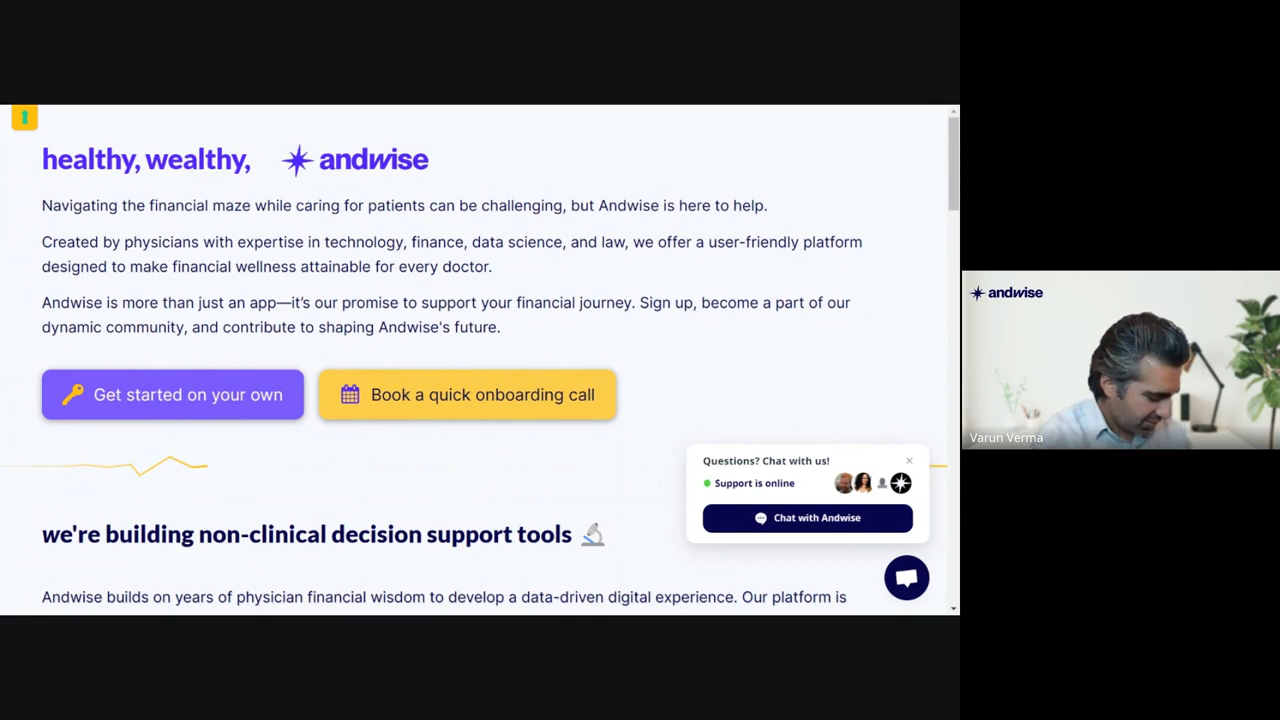 healthy, wealthy, andwise
Navigating the financial maze while caring for patients can be challenging, but Andwise is here to help.
Created by physicians with expertise in technology, finance, data science, and law, we offer a user-friendly platform
designed to make financial wellness attainable for every doctor.
Andwise is more than just an app—it's our promise to support your financial journey. Sign up, become a part of our
dynamic community, and contribute to shaping Andwise's future.
Get started on your own
Book a quick onboarding call
Questions? Chat with us!
Support is online
Chat with Andwise
we're building non-clinical decision support tools
Andwise builds on years of physician financial wisdom to develop a data-driven digital experience. Our platform is
andwise
Varun Verma